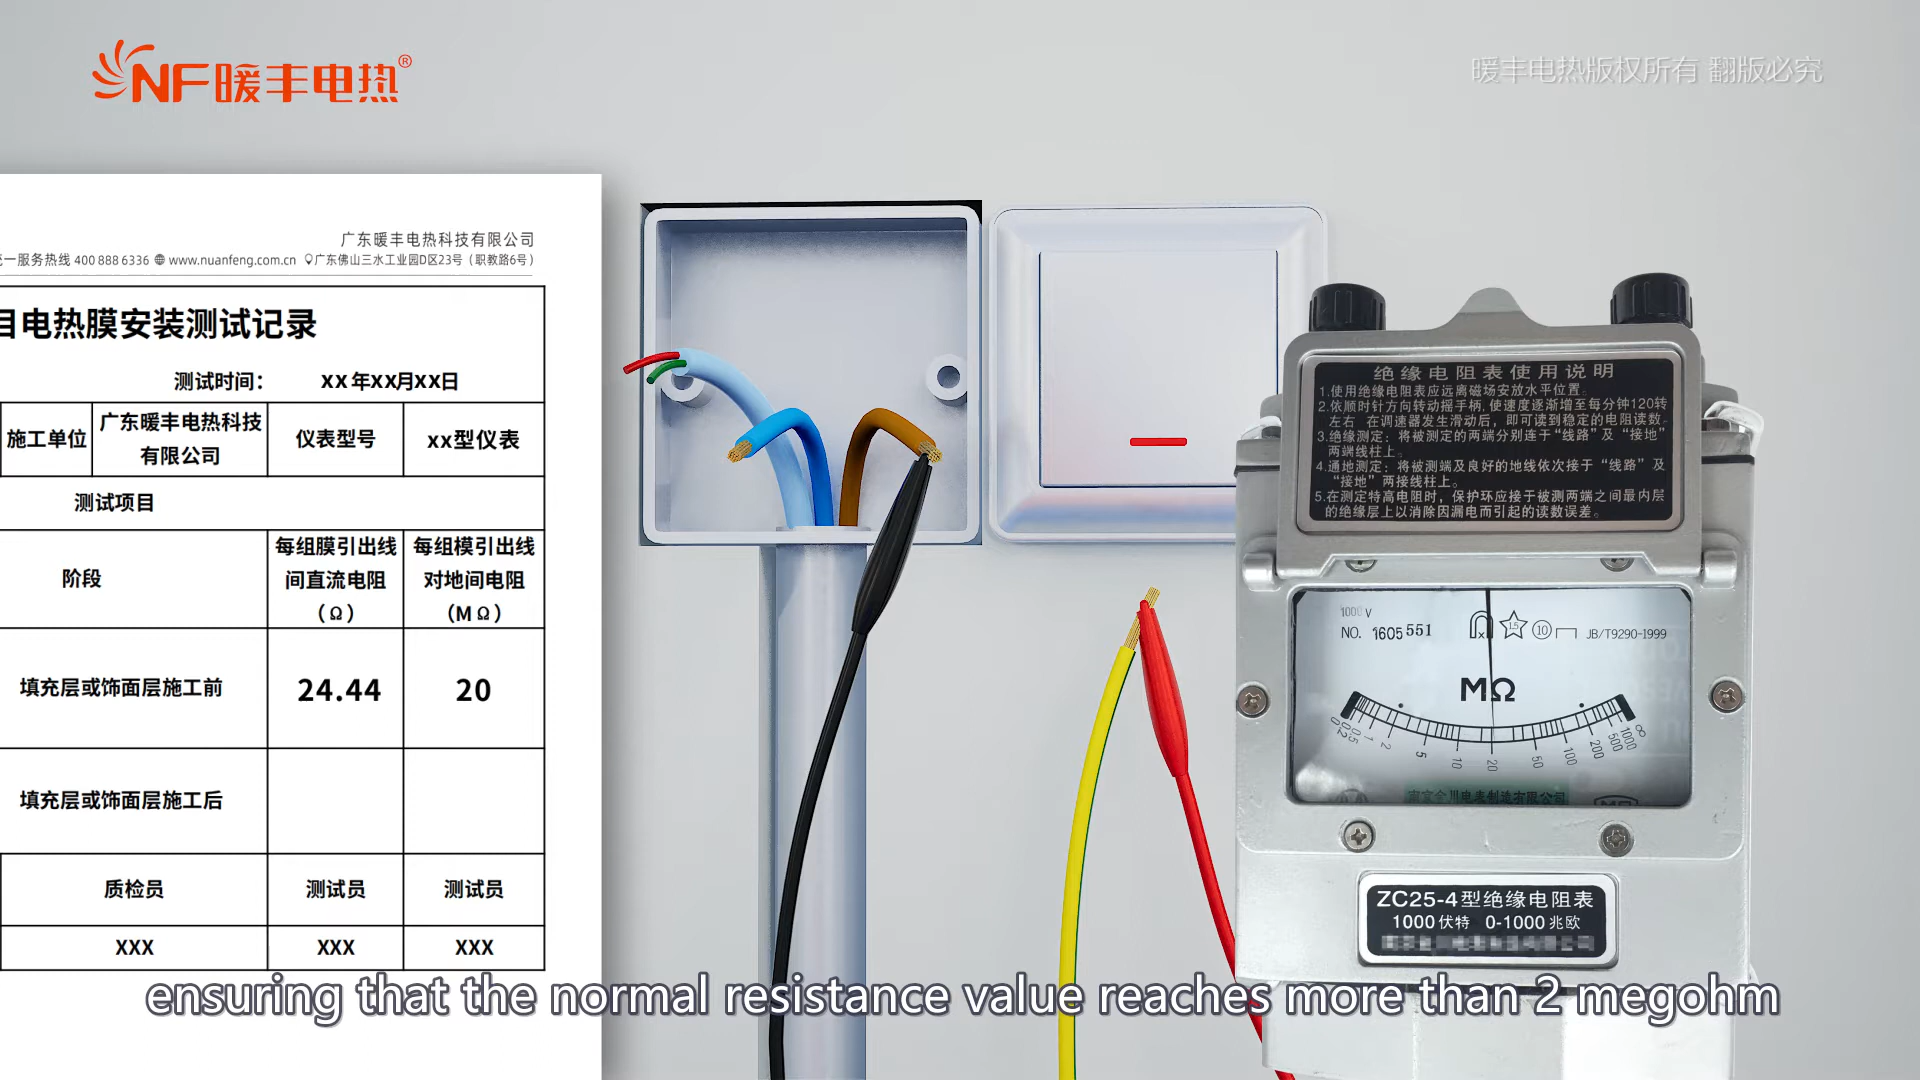 NF暖丰电热®
暖丰电热版权所有 翻版必究
广东暖丰电热科技有限公司
一服务热线 400 888 6336 www.nuanfeng.com.cn 广东佛山三水工业园D区23号（职教路6号）
目电热膜安装测试记录
测试时间： XX年XX月XX日
施工单位
广东暖丰电热科技
有限公司
仪表型号
xx型仪表
测试项目
阶段
每组膜引出线
间直流电阻
（Ω）
每组模引出线
对地间电阻
（MΩ）
填充层或饰面层施工前
24.44
20
填充层或饰面层施工后
质检员
测试员
测试员
XXX
XXX
XXX
绝缘电阻表使用说明
1.使用绝缘电阻表应远离磁场安放水平位置。
2.依顺时针方向转动摇手柄,使速度逐渐增至每分钟120转
左右 在调速器发生滑动后，即可读到稳定的电阻读数。
3.绝缘测定：将被测定的两端分别连于“线路”及“接地”
两端线柱上。
4.通地测定：将被测端及良好的地线依次接于“线路”及
“接地”两接线柱上。
5.在测定特高电阻时，保护环应接于被测两端之间最内层
的绝缘层上以消除因漏电而引起的读数误差。
1000 V
NO. 1605 551
1.5
10
JB/T9290-1999
MΩ
0 0.2 0.5 1 2 5 10 20 50 100 200 500 1000 ∞
ZC25-4型绝缘电阻表
1000伏特 0-1000兆欧
ensuring that the normal resistance value reaches more than 2 megohm